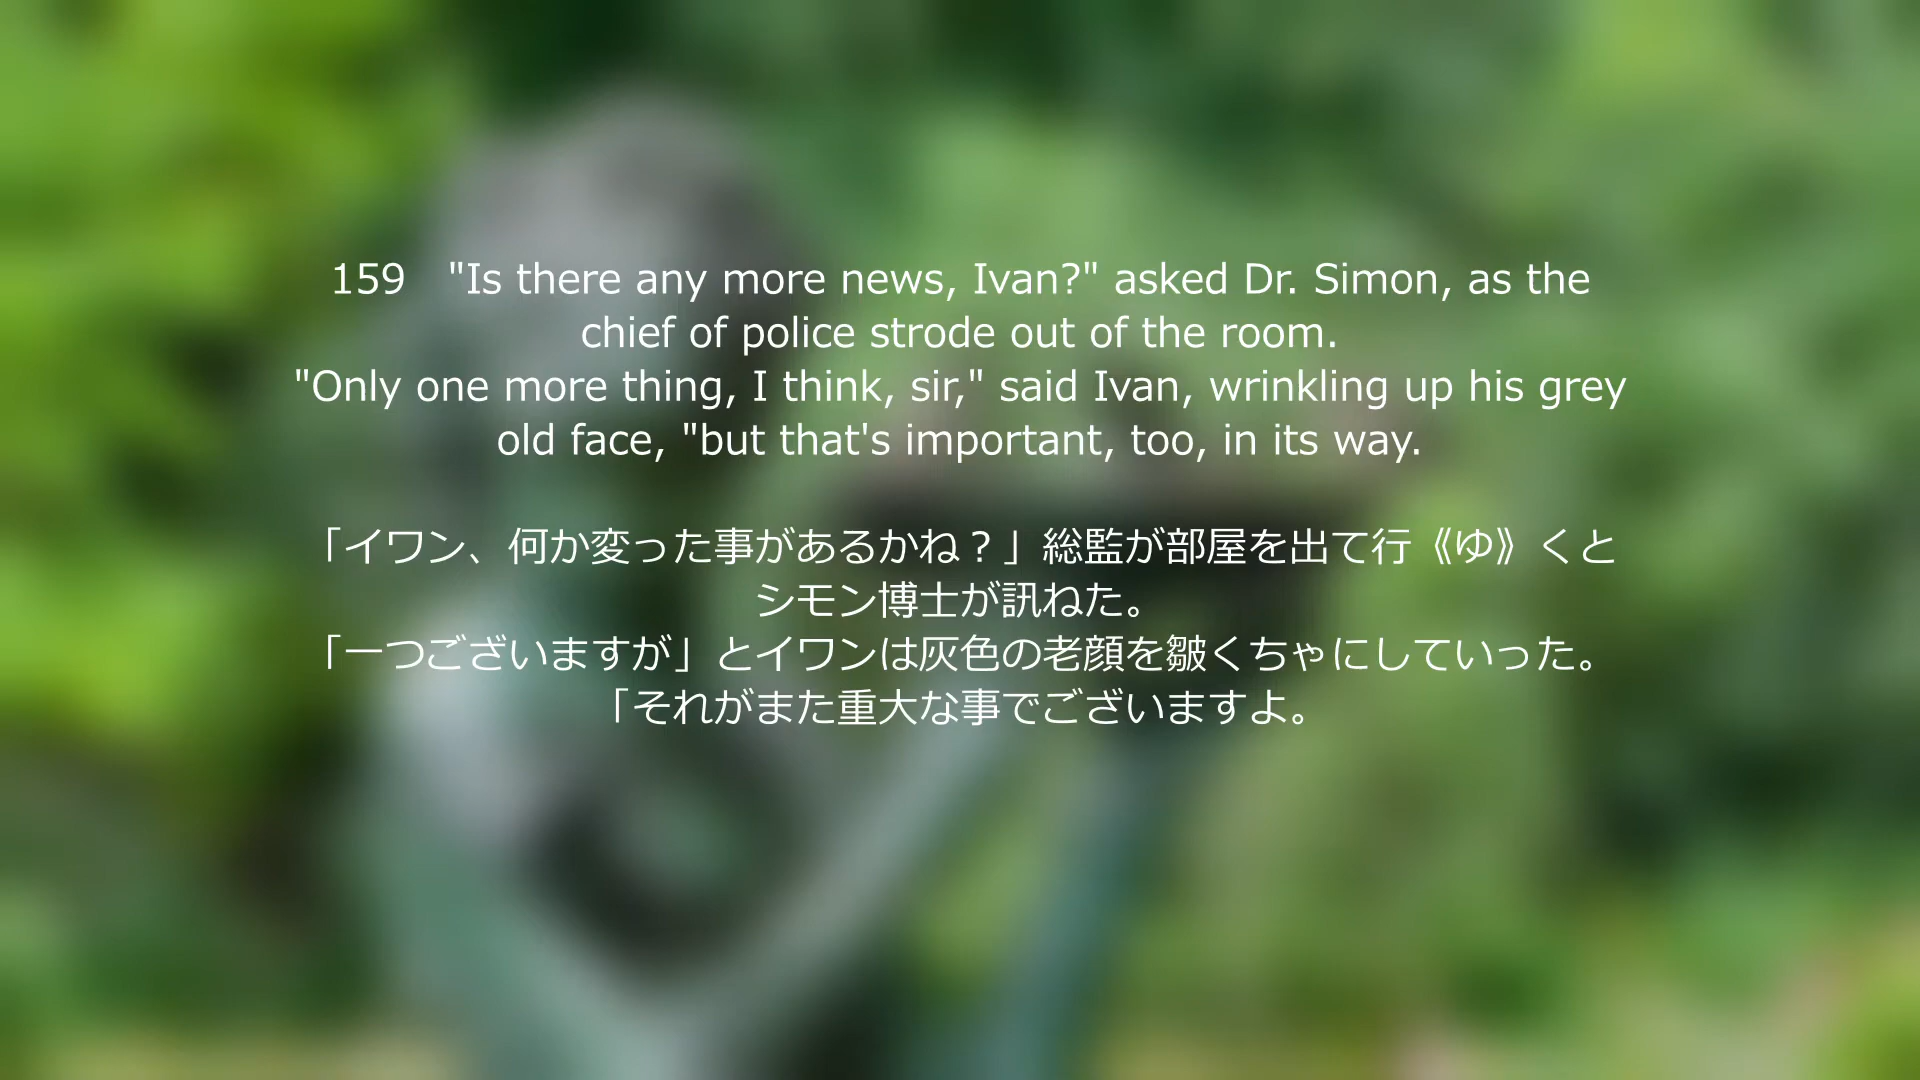 159　"Is there any more news, Ivan?" asked Dr. Simon, as the
chief of police strode out of the room.
"Only one more thing, I think, sir," said Ivan, wrinkling up his grey
old face, "but that's important, too, in its way.
「イワン、何か変った事があるかね？」総監が部屋を出て行《ゆ》くと
シモン博士が訊ねた。
「一つございますが」とイワンは灰色の老顔を皺くちゃにしていった。
「それがまた重大な事でございますよ。